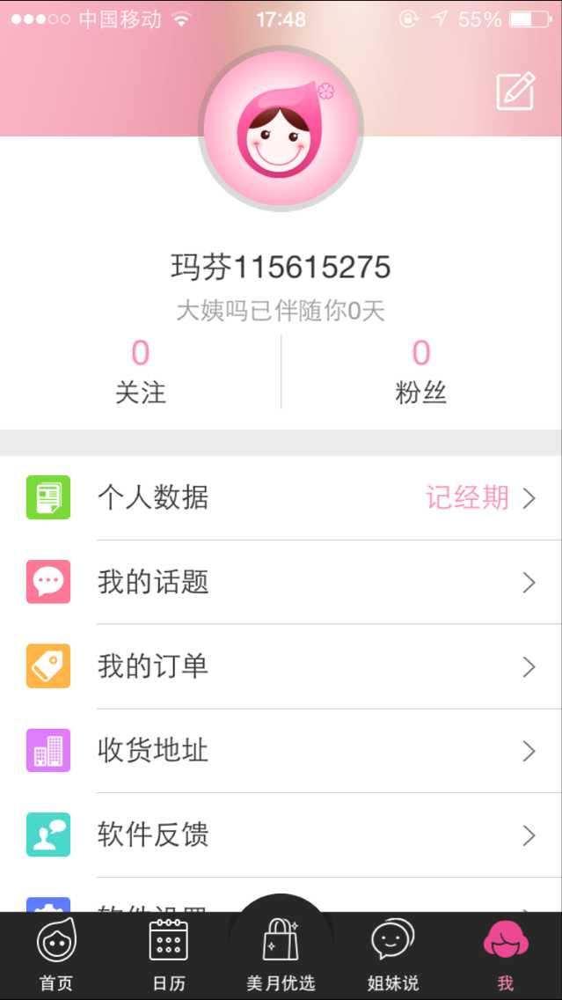 中国移动 17:48 55%
玛芬115615275
大姨吗已伴随你0天
0 0
关注 粉丝
个人数据 记经期
我的话题
我的订单
收货地址
软件反馈
首页 日历 美月优选 姐妹说 我